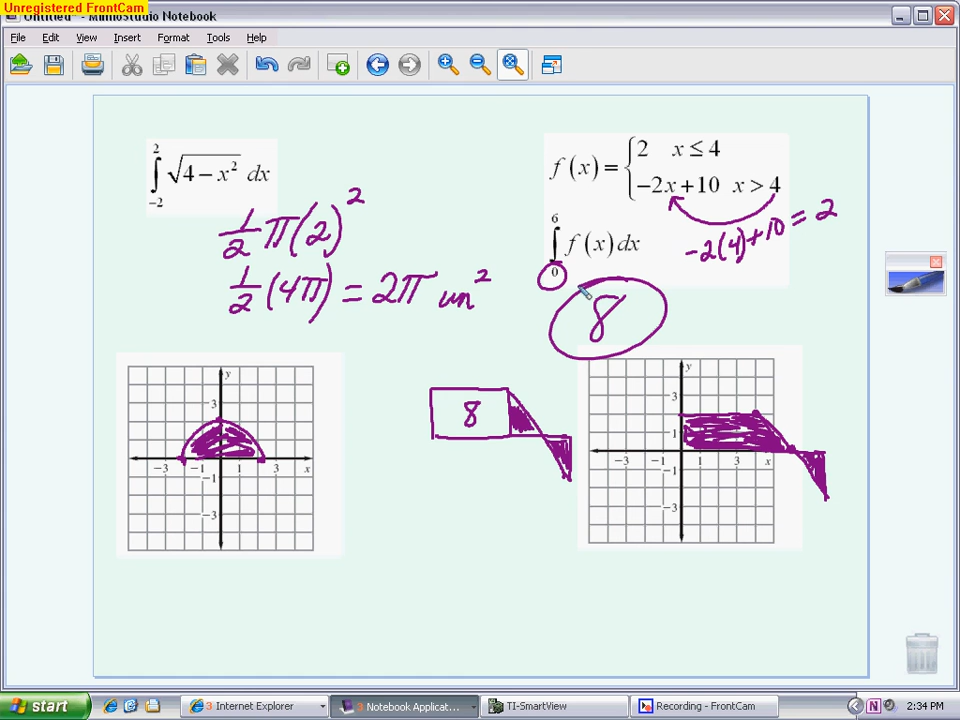 Unregistered FrontCam
Untitled* - MimioStudio Notebook
File Edit View Insert Format Tools Help
∫_{-2}^{2} √(4 − x²) dx
½ π(2)²
½ (4π) = 2π un²
f(x) = { 2 x ≤ 4
−2x + 10 x > 4
-2(4)+10 = 2
∫_{0}^{6} f(x) dx
8
y
3
−3 −1 1 3 x
−1
−3
8
y
3
1
−3 −1 1 3 x
−1
−3
start 3 Internet Explorer 3 Notebook Applicat... TI-SmartView Recording - FrontCam 2:34 PM